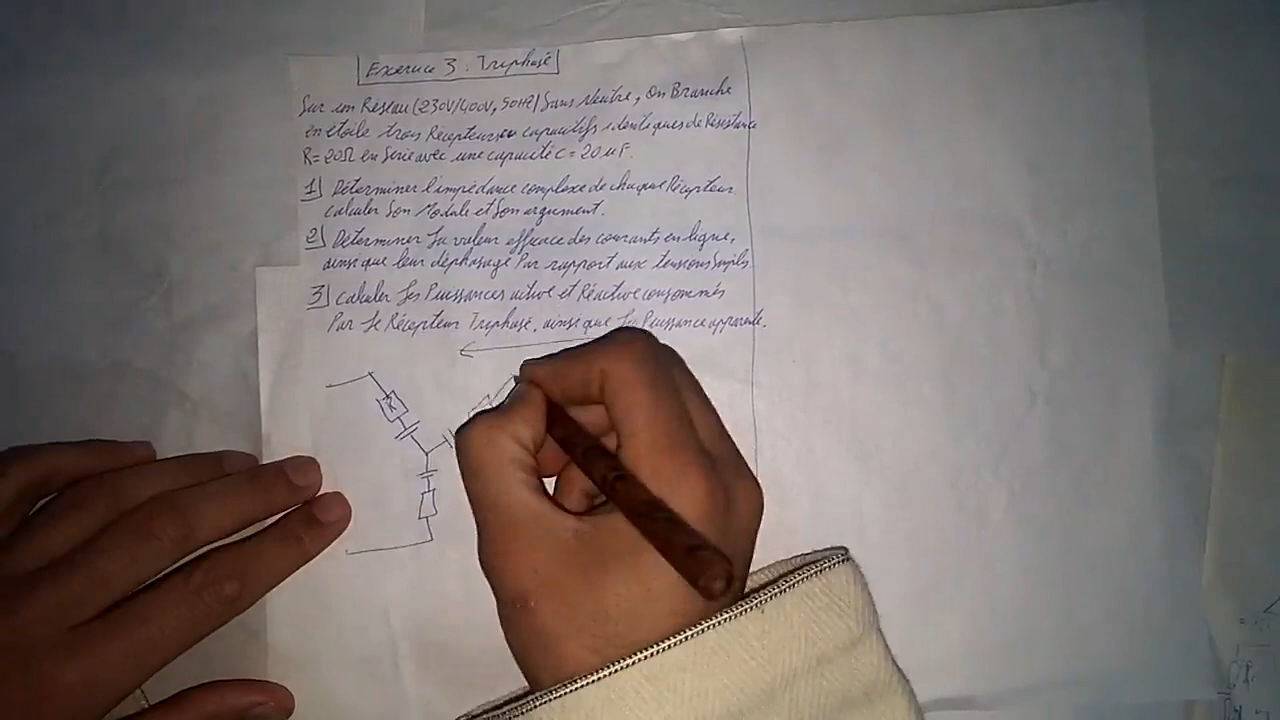 Exercice 3 : Triphasé
Sur un Réseau (230V/400V, 50HZ) Sans Neutre, On Branche
en étoile trois Recepteurs capacitifs identiques de Résistance
R = 20Ω en Serie avec une capacité C = 20 µF.
1) Déterminer l'impédance complexe de chaque Récepteur
calculer Son Module et Son argument.
2) Déterminer la valeur efficace des courants en ligne,
ainsi que leur déphasage Par rapport aux tensions Simples
3) calculer les Puissances active et Réactive consommés
Par le Récepteur Triphasé, ainsi que la Puissance apparente.
R